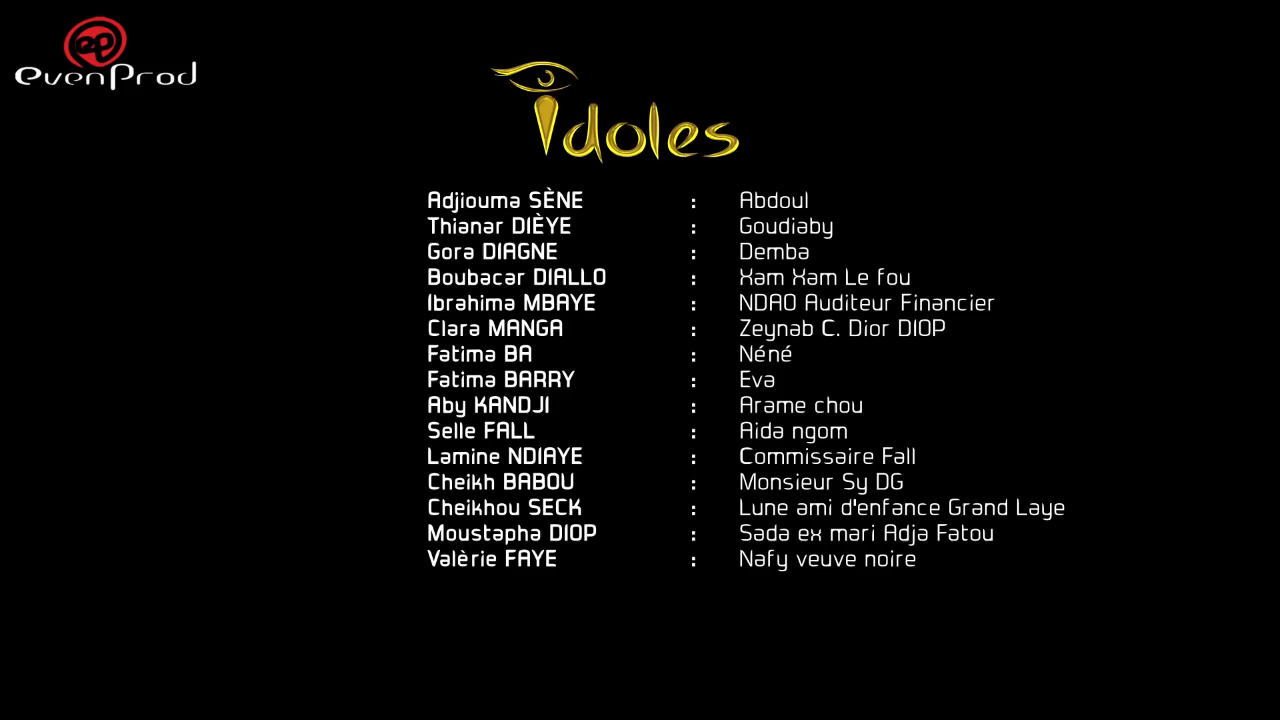 ep
evenProd
idoles
Adjiouma SÈNE : Abdoul
Thianar DIÈYE : Goudiaby
Gora DIAGNE : Demba
Boubacar DIALLO : Xam Xam Le fou
Ibrahima MBAYE : NDAO Auditeur Financier
Clara MANGA : Zeynab C. Dior DIOP
Fatima BA : Néné
Fatima BARRY : Eva
Aby KANDJI : Arame chou
Selle FALL : Aida ngom
Lamine NDIAYE : Commissaire Fall
Cheikh BABOU : Monsieur Sy DG
Cheikhou SECK : Lune ami d'enfance Grand Laye
Moustapha DIOP : Sada ex mari Adja Fatou
Valèrie FAYE : Nafy veuve noire